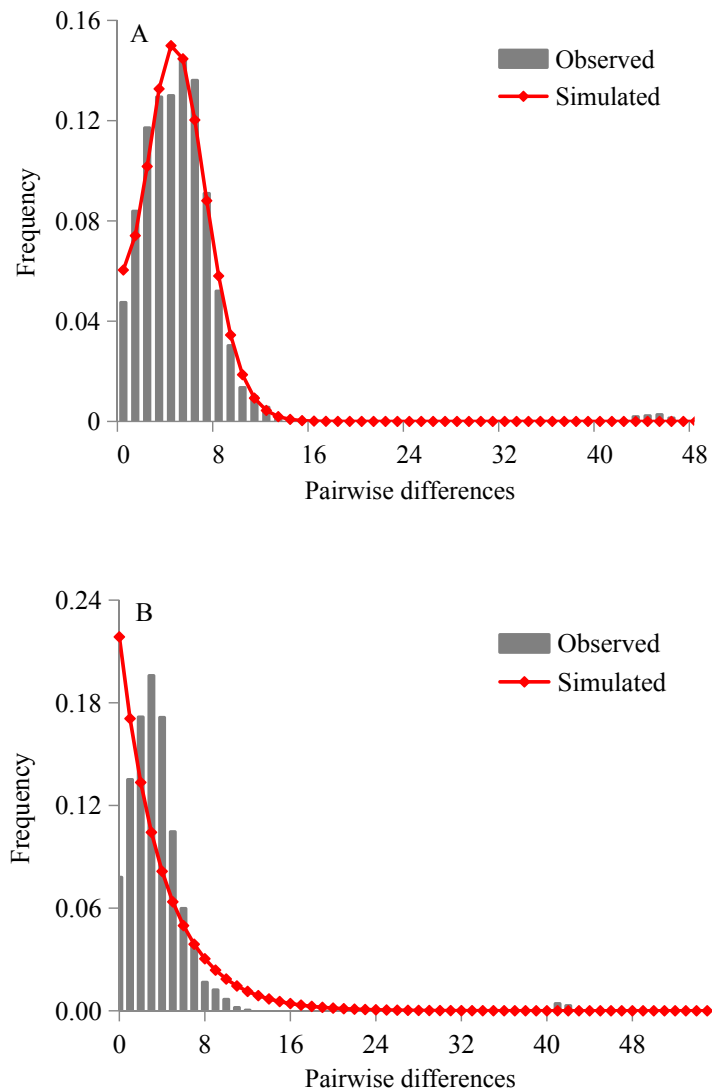 0.16
A
Observed
Simulated
0.12
0.08
0.04
0
Frequency
0 8 16 24 32 40 48
Pairwise differences
0.24
B
Observed
Simulated
0.18
0.12
0.06
0.00
Frequency
0 8 16 24 32 40 48
Pairwise differences